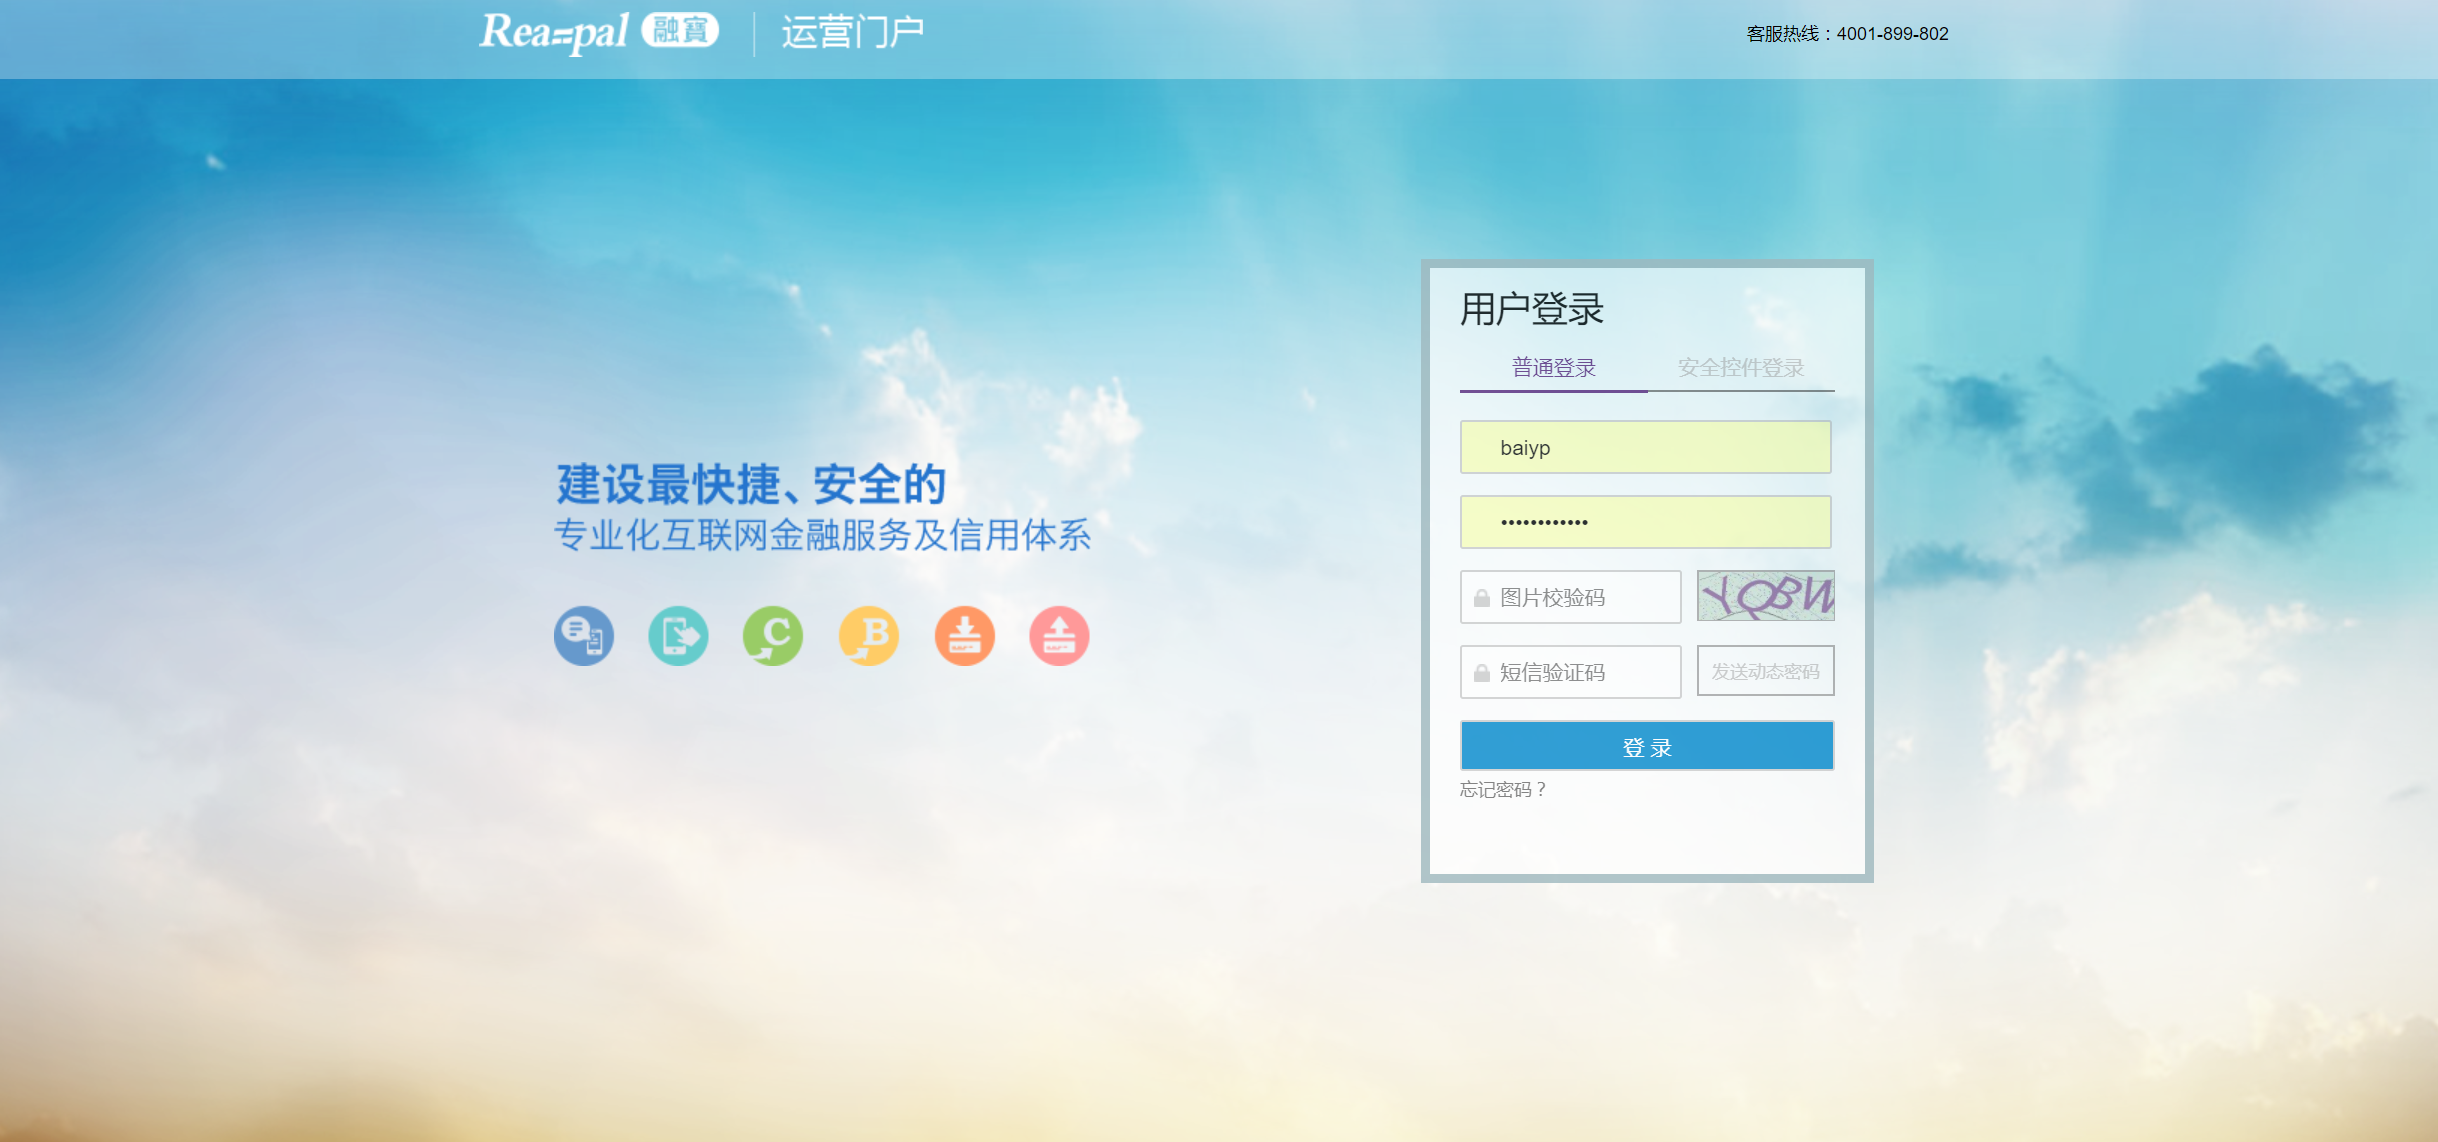 Reapal 融寶 运营门户
客服热线：4001-899-802
建设最快捷、安全的
专业化互联网金融服务及信用体系
C B
用户登录
普通登录 安全控件登录
baiyp
••••••••••••
图片校验码 YQBW
短信验证码 发送动态密码
登 录
忘记密码？